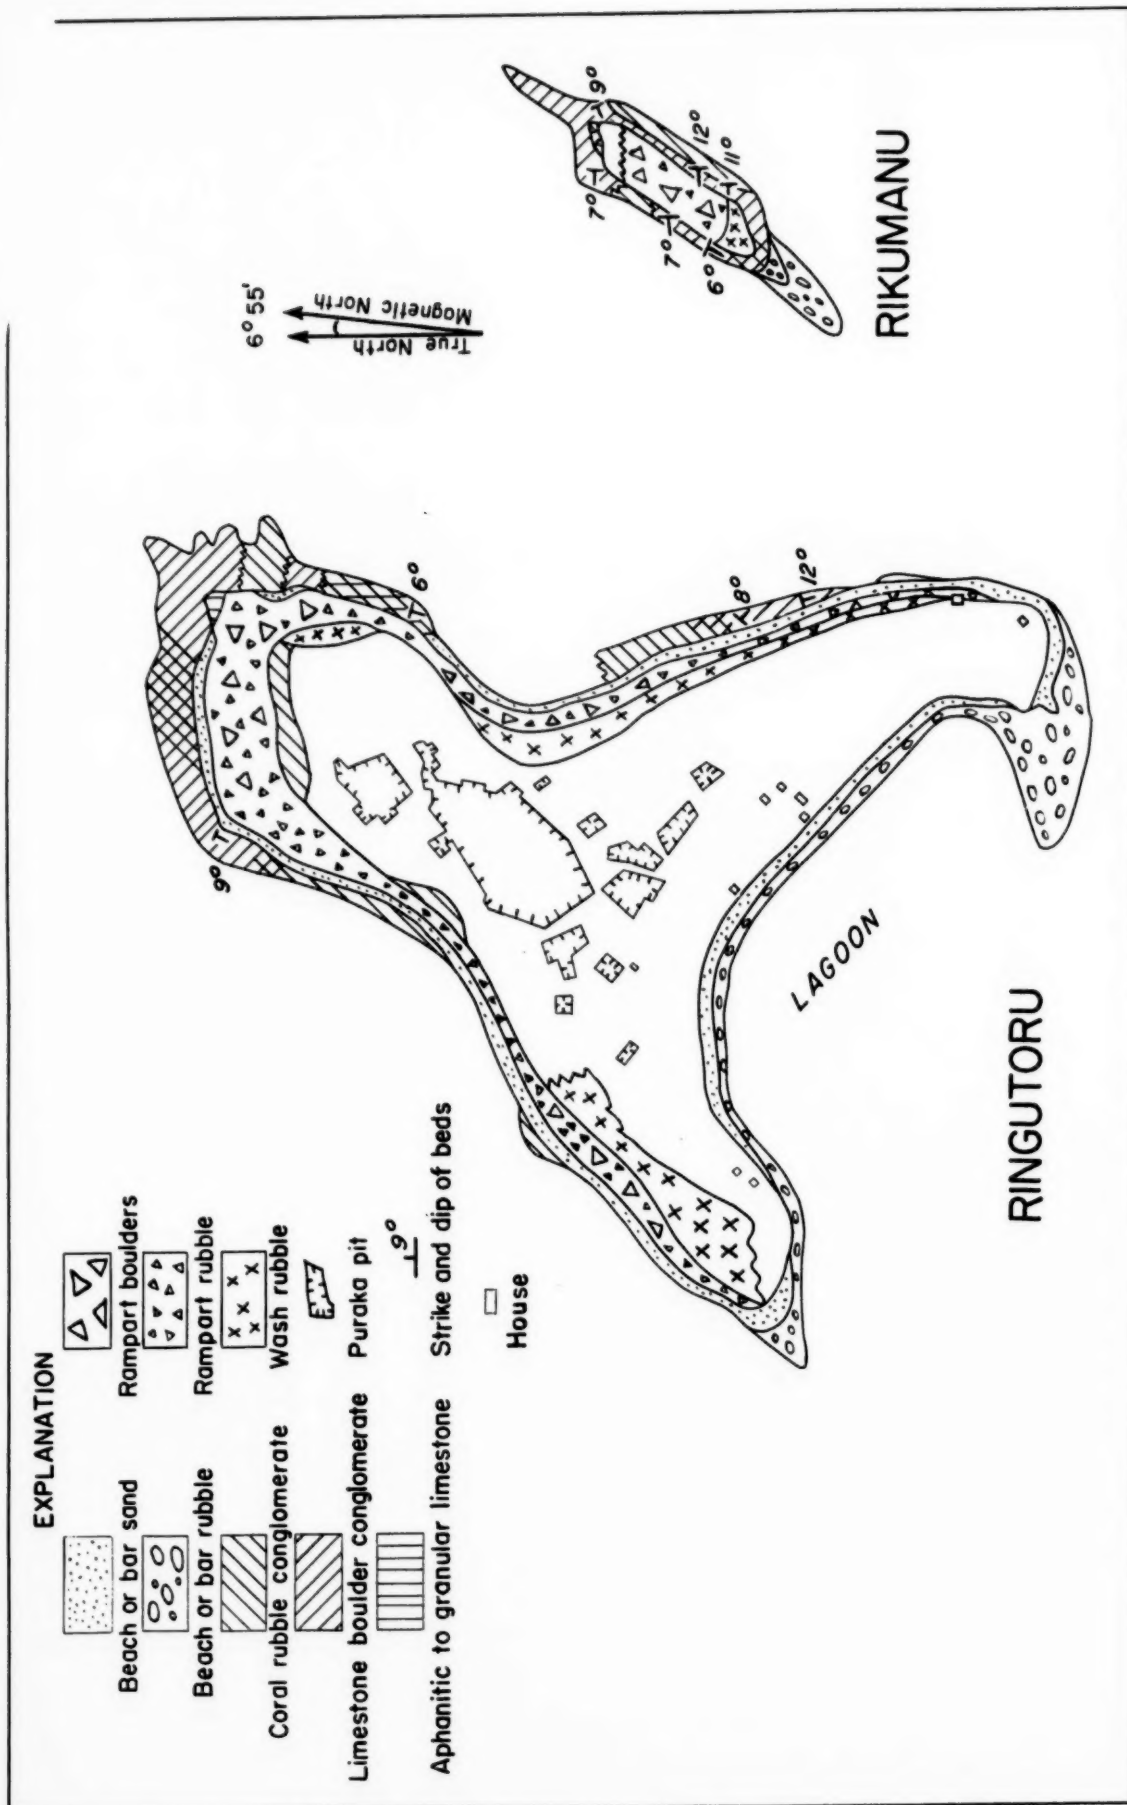 EXPLANATION
Beach or bar sand
Beach or bar rubble
Coral rubble conglomerate
Limestone boulder conglomerate
Aphanitic to granular limestone
Rampart boulders
Rampart rubble
Wash rubble
Puraka pit
9°
Strike and dip of beds
House
6° 55'
True North
Magnetic North
9°
6°
8°
12°
LAGOON
RINGUTORU
7°
9°
12°
11°
7°
6°
RIKUMANU